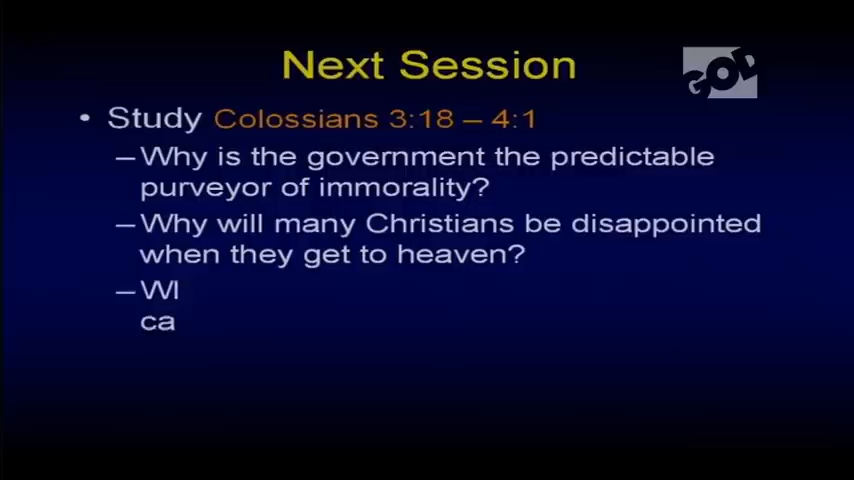 Next Session
GOD
• Study Colossians 3:18 – 4:1
– Why is the government the predictable
purveyor of immorality?
– Why will many Christians be disappointed
when they get to heaven?